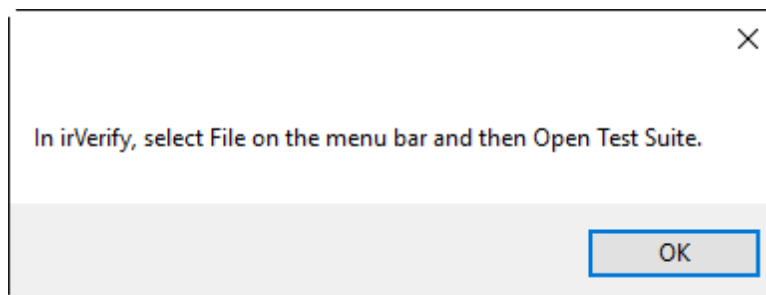 In irVerify, select File on the menu bar and then Open Test Suite.
OK